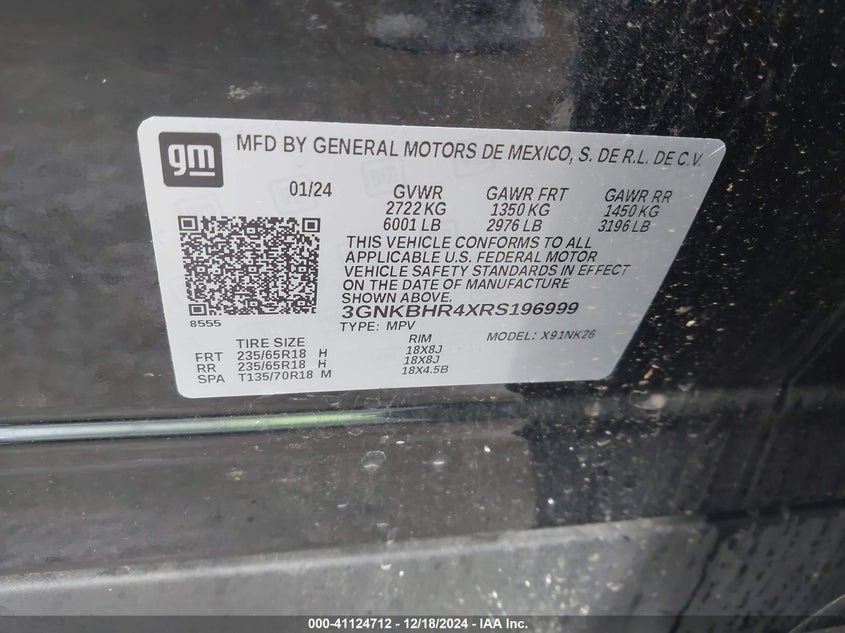 gm
MFD BY GENERAL MOTORS DE MEXICO, S. DE R.L. DE C.V.
01/24 GVWR GAWR FRT GAWR RR
2722 KG 1350 KG 1450 KG
6001 LB 2976 LB 3196 LB
THIS VEHICLE CONFORMS TO ALL
APPLICABLE U.S. FEDERAL MOTOR
VEHICLE SAFETY STANDARDS IN EFFECT
ON THE DATE OF MANUFACTURE
SHOWN ABOVE.
8555
3GNKBHR4XRS196999
TYPE: MPV MODEL: X91NK26
TIRE SIZE RIM
FRT 235/65R18 H 18X8J
RR 235/65R18 H 18X8J
SPA T135/70R18 M 18X4.5B
000-41124712 - 12/18/2024 - IAA Inc.